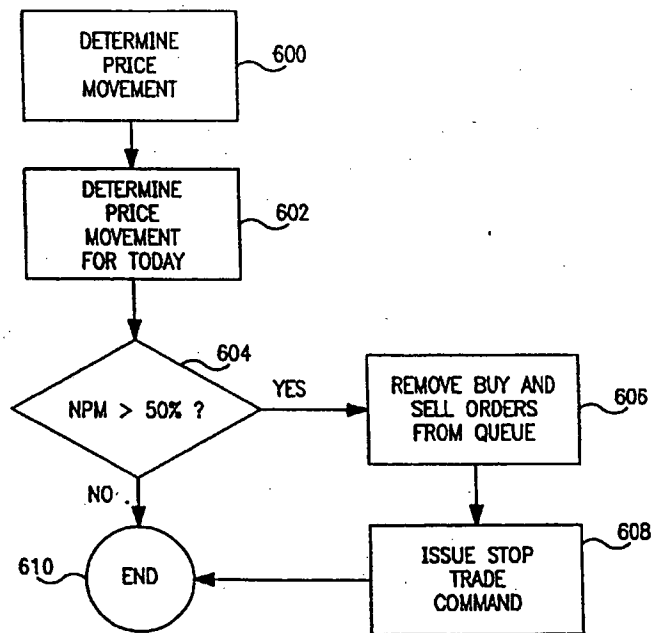 DETERMINE
PRICE
MOVEMENT
600
DETERMINE
PRICE
MOVEMENT
FOR TODAY
602
604
NPM > 50% ?
YES
REMOVE BUY AND
SELL ORDERS
FROM QUEUE
606
NO
610
END
ISSUE STOP
TRADE
COMMAND
608